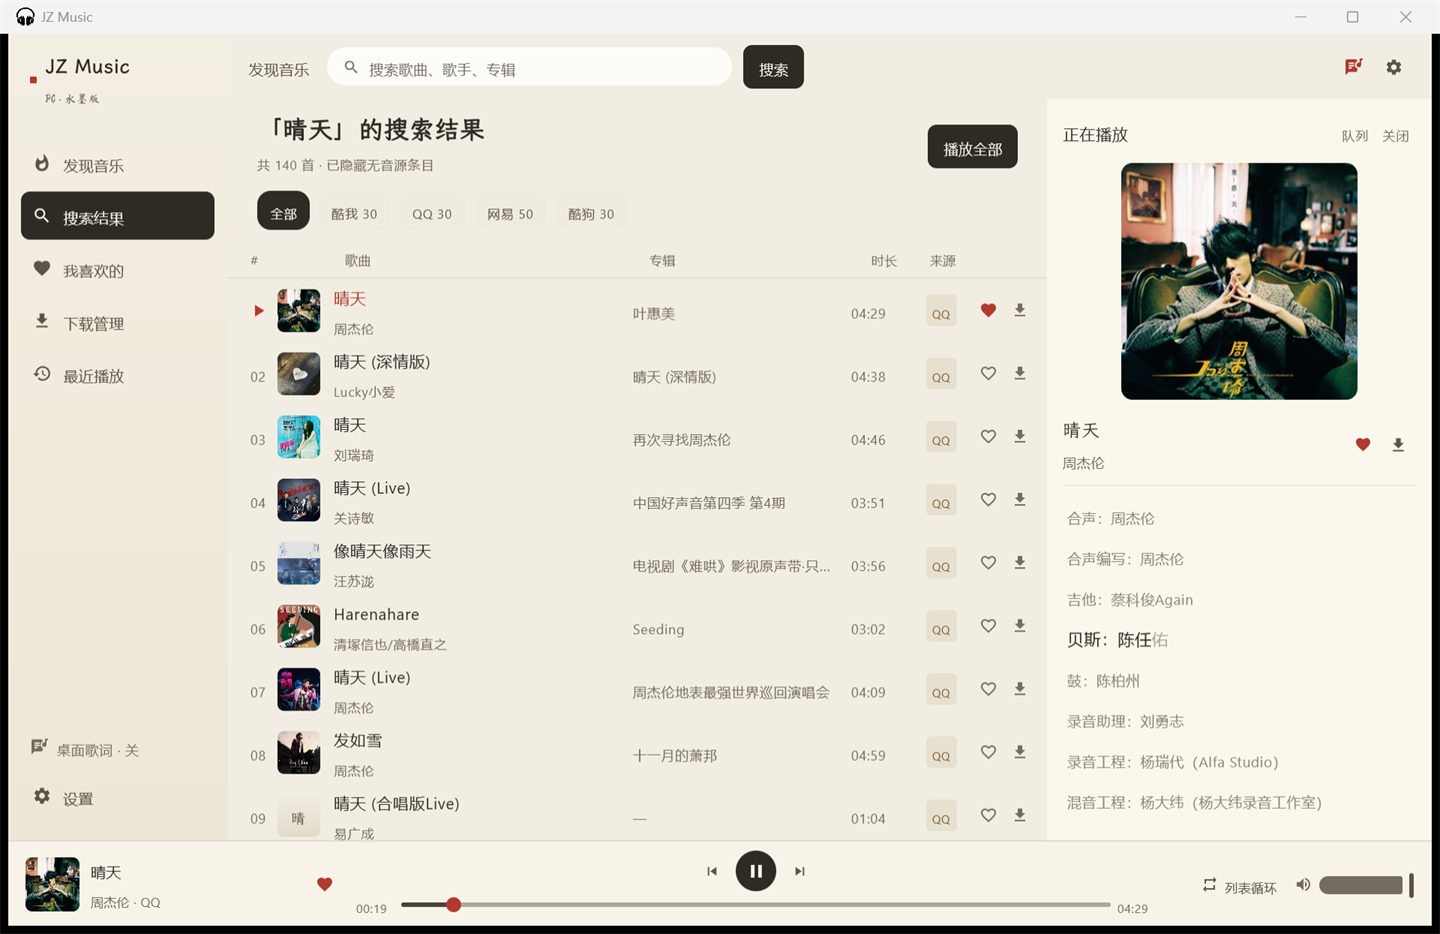 JZ Music
JZ Music
PC · 水墨版
发现音乐
搜索结果
我喜欢的
下载管理
最近播放
桌面歌词 · 关
设置
发现音乐
搜索歌曲、歌手、专辑
搜索
「晴天」的搜索结果
共 140 首 · 已隐藏无音源条目
播放全部
全部 酷我 30 QQ 30 网易 50 酷狗 30
# 歌曲 专辑 时长 来源
晴天
周杰伦
叶惠美 04:29 QQ
02 晴天 (深情版)
Lucky小爱
晴天 (深情版) 04:38 QQ
03 晴天
刘瑞琦
再次寻找周杰伦 04:46 QQ
04 晴天 (Live)
关诗敏
中国好声音第四季 第4期 03:51 QQ
05 像晴天像雨天
汪苏泷
电视剧《难哄》影视原声带·只... 03:56 QQ
06 Harenahare
清塚信也/高橋直之
Seeding 03:02 QQ
07 晴天 (Live)
周杰伦
周杰伦地表最强世界巡回演唱会 04:09 QQ
08 发如雪
周杰伦
十一月的萧邦 04:59 QQ
09 晴 晴天 (合唱版Live)
易广成
— 01:04 QQ
正在播放 队列 关闭
周杰伦
Jay
晴天
周杰伦
合声：周杰伦
合声编写：周杰伦
吉他：蔡科俊Again
贝斯：陈任佑
鼓：陈柏州
录音助理：刘勇志
录音工程：杨瑞代（Alfa Studio）
混音工程：杨大纬（杨大纬录音工作室）
晴天
周杰伦 · QQ
00:19 04:29
列表循环